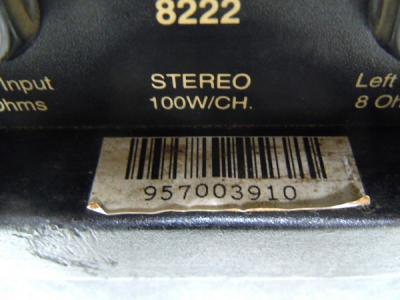 8222
Input
Ohms
STEREO
100W/CH.
Left
8 Oh
957003910